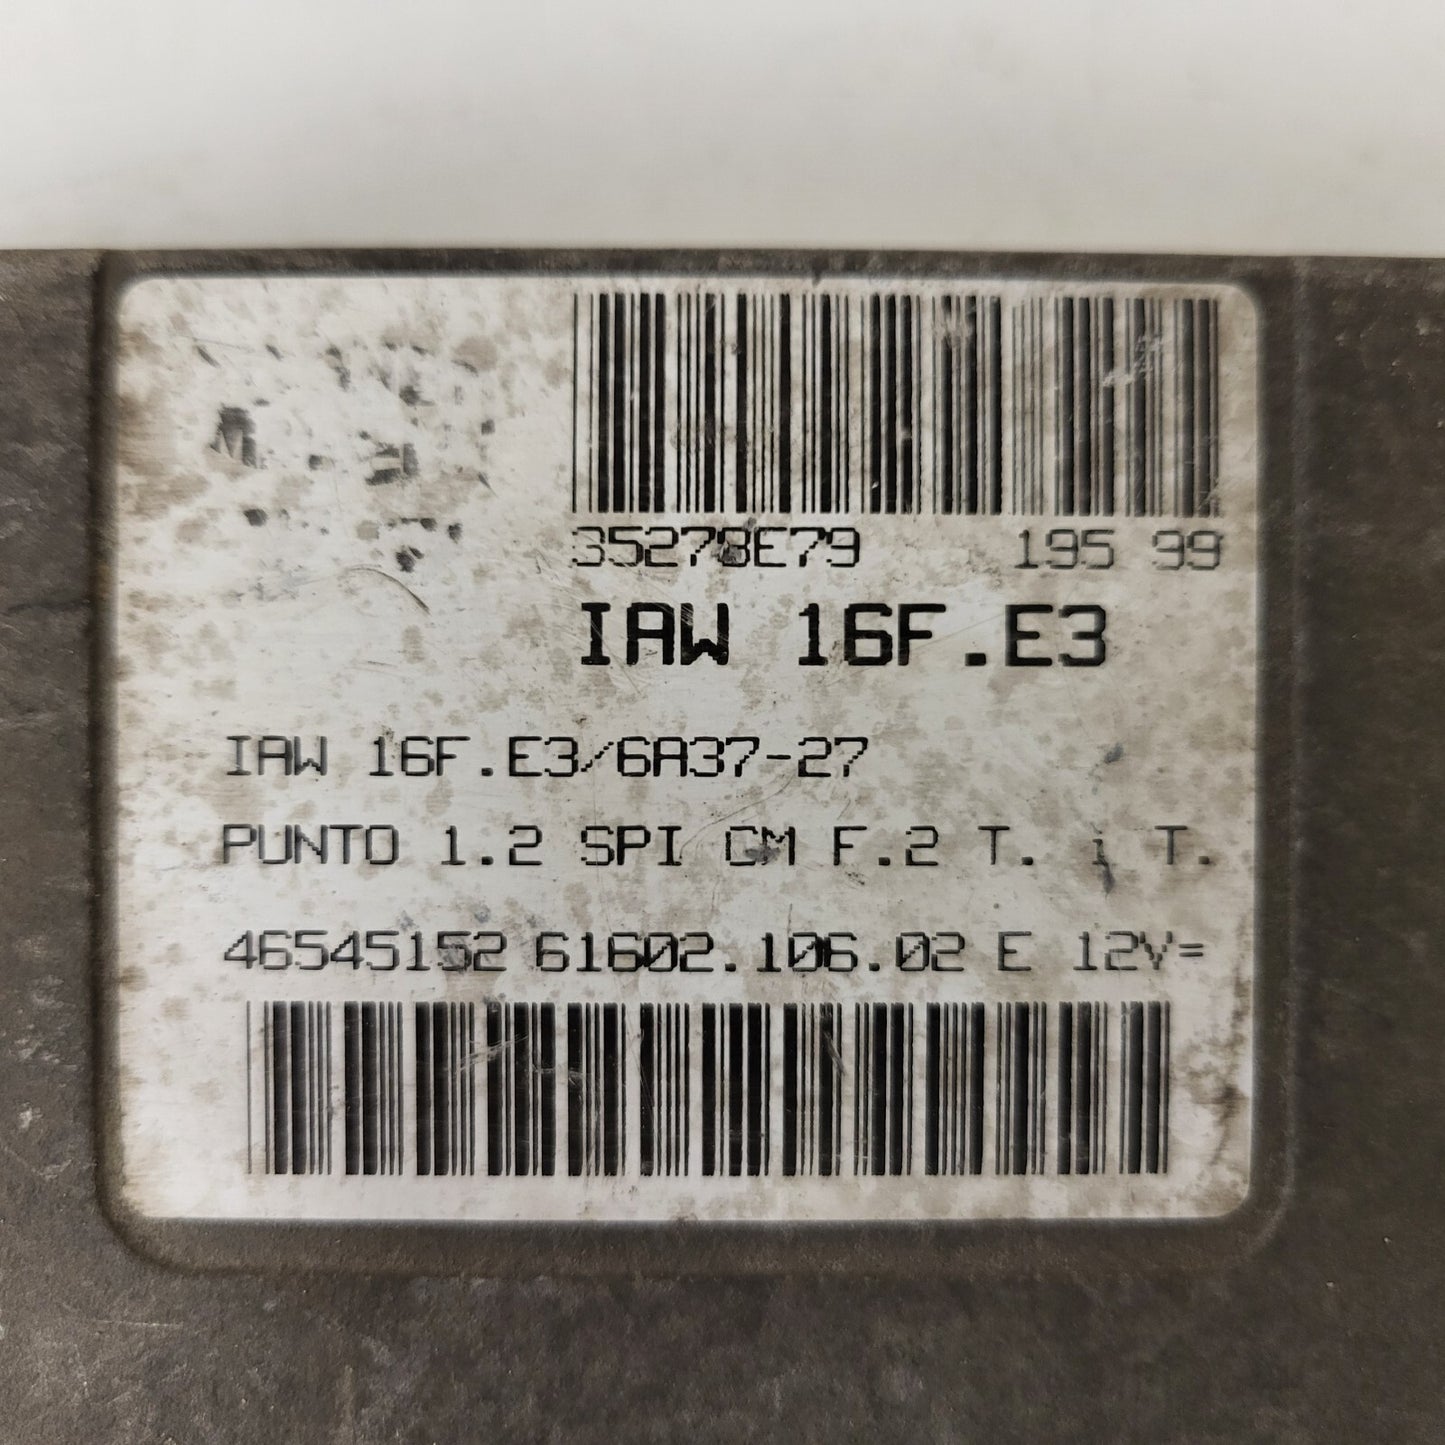 35278E79 195 99
IAW 16F.E3
IAW 16F.E3/6A37-27
PUNTO 1.2 SPI CM F.2 T. i T.
46545152 61602.106.02 E 12V=